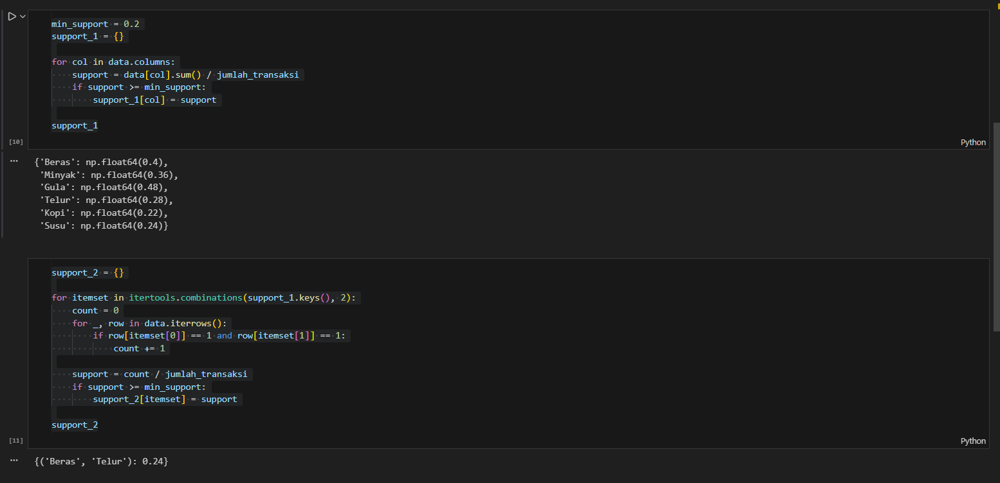 min_support = 0.2
support_1 = {}
for col in data.columns:
    support = data[col].sum() / jumlah_transaksi
    if support >= min_support:
        support_1[col] = support
support_1
[10]
Python
{'Beras': np.float64(0.4),
 'Minyak': np.float64(0.36),
 'Gula': np.float64(0.48),
 'Telur': np.float64(0.28),
 'Kopi': np.float64(0.22),
 'Susu': np.float64(0.24)}
support_2 = {}
for itemset in itertools.combinations(support_1.keys(), 2):
    count = 0
    for _, row in data.iterrows():
        if row[itemset[0]] == 1 and row[itemset[1]] == 1:
            count += 1
    support = count / jumlah_transaksi
    if support >= min_support:
        support_2[itemset] = support
support_2
[11]
Python
{('Beras', 'Telur'): 0.24}